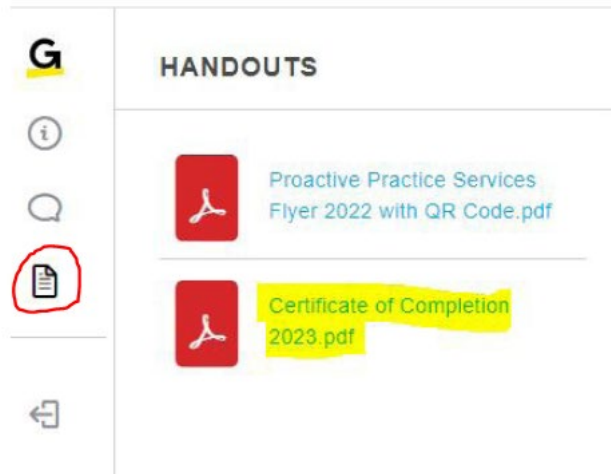 G
HANDOUTS
Proactive Practice Services
Flyer 2022 with QR Code.pdf
Certificate of Completion
2023.pdf